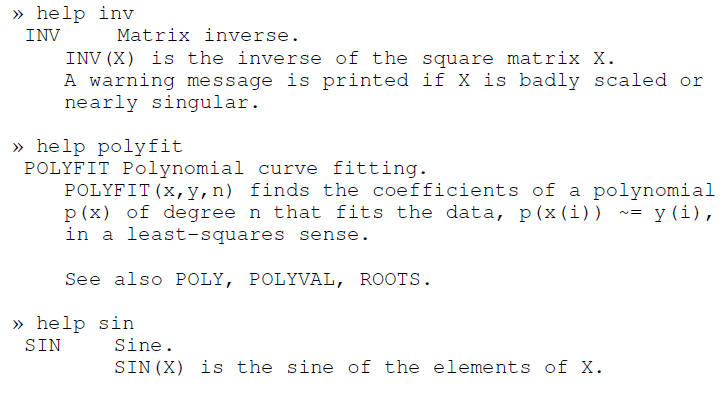 » help inv
INV Matrix inverse.
INV(X) is the inverse of the square matrix X.
A warning message is printed if X is badly scaled or
nearly singular.
» help polyfit
POLYFIT Polynomial curve fitting.
POLYFIT(x,y,n) finds the coefficients of a polynomial
p(x) of degree n that fits the data, p(x(i)) ~= y(i),
in a least-squares sense.
See also POLY, POLYVAL, ROOTS.
» help sin
SIN Sine.
SIN(X) is the sine of the elements of X.